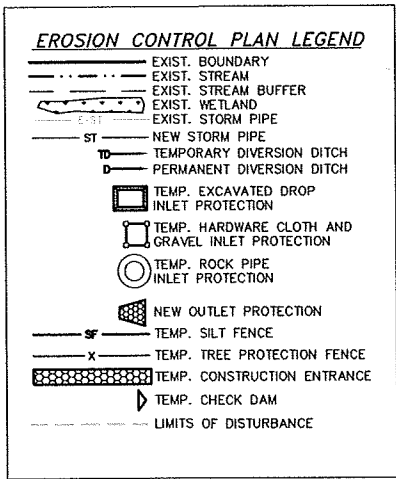 EROSION CONTROL PLAN LEGEND
EXIST. BOUNDARY
EXIST. STREAM
EXIST. STREAM BUFFER
EXIST. WETLAND
E-ST EXIST. STORM PIPE
ST NEW STORM PIPE
TD TEMPORARY DIVERSION DITCH
D PERMANENT DIVERSION DITCH
TEMP. EXCAVATED DROP
INLET PROTECTION
TEMP. HARDWARE CLOTH AND
GRAVEL INLET PROTECTION
TEMP. ROCK PIPE
INLET PROTECTION
NEW OUTLET PROTECTION
SF TEMP. SILT FENCE
X TEMP. TREE PROTECTION FENCE
TEMP. CONSTRUCTION ENTRANCE
TEMP. CHECK DAM
LIMITS OF DISTURBANCE